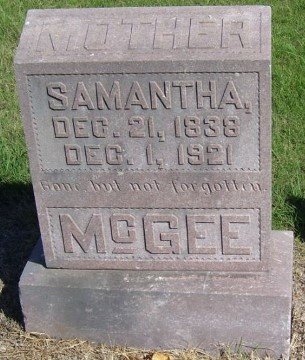 MOTHER
SAMANTHA,
DEC. 21, 1838
DEC. 1, 1921
Gone, but not forgotten.
McGEE